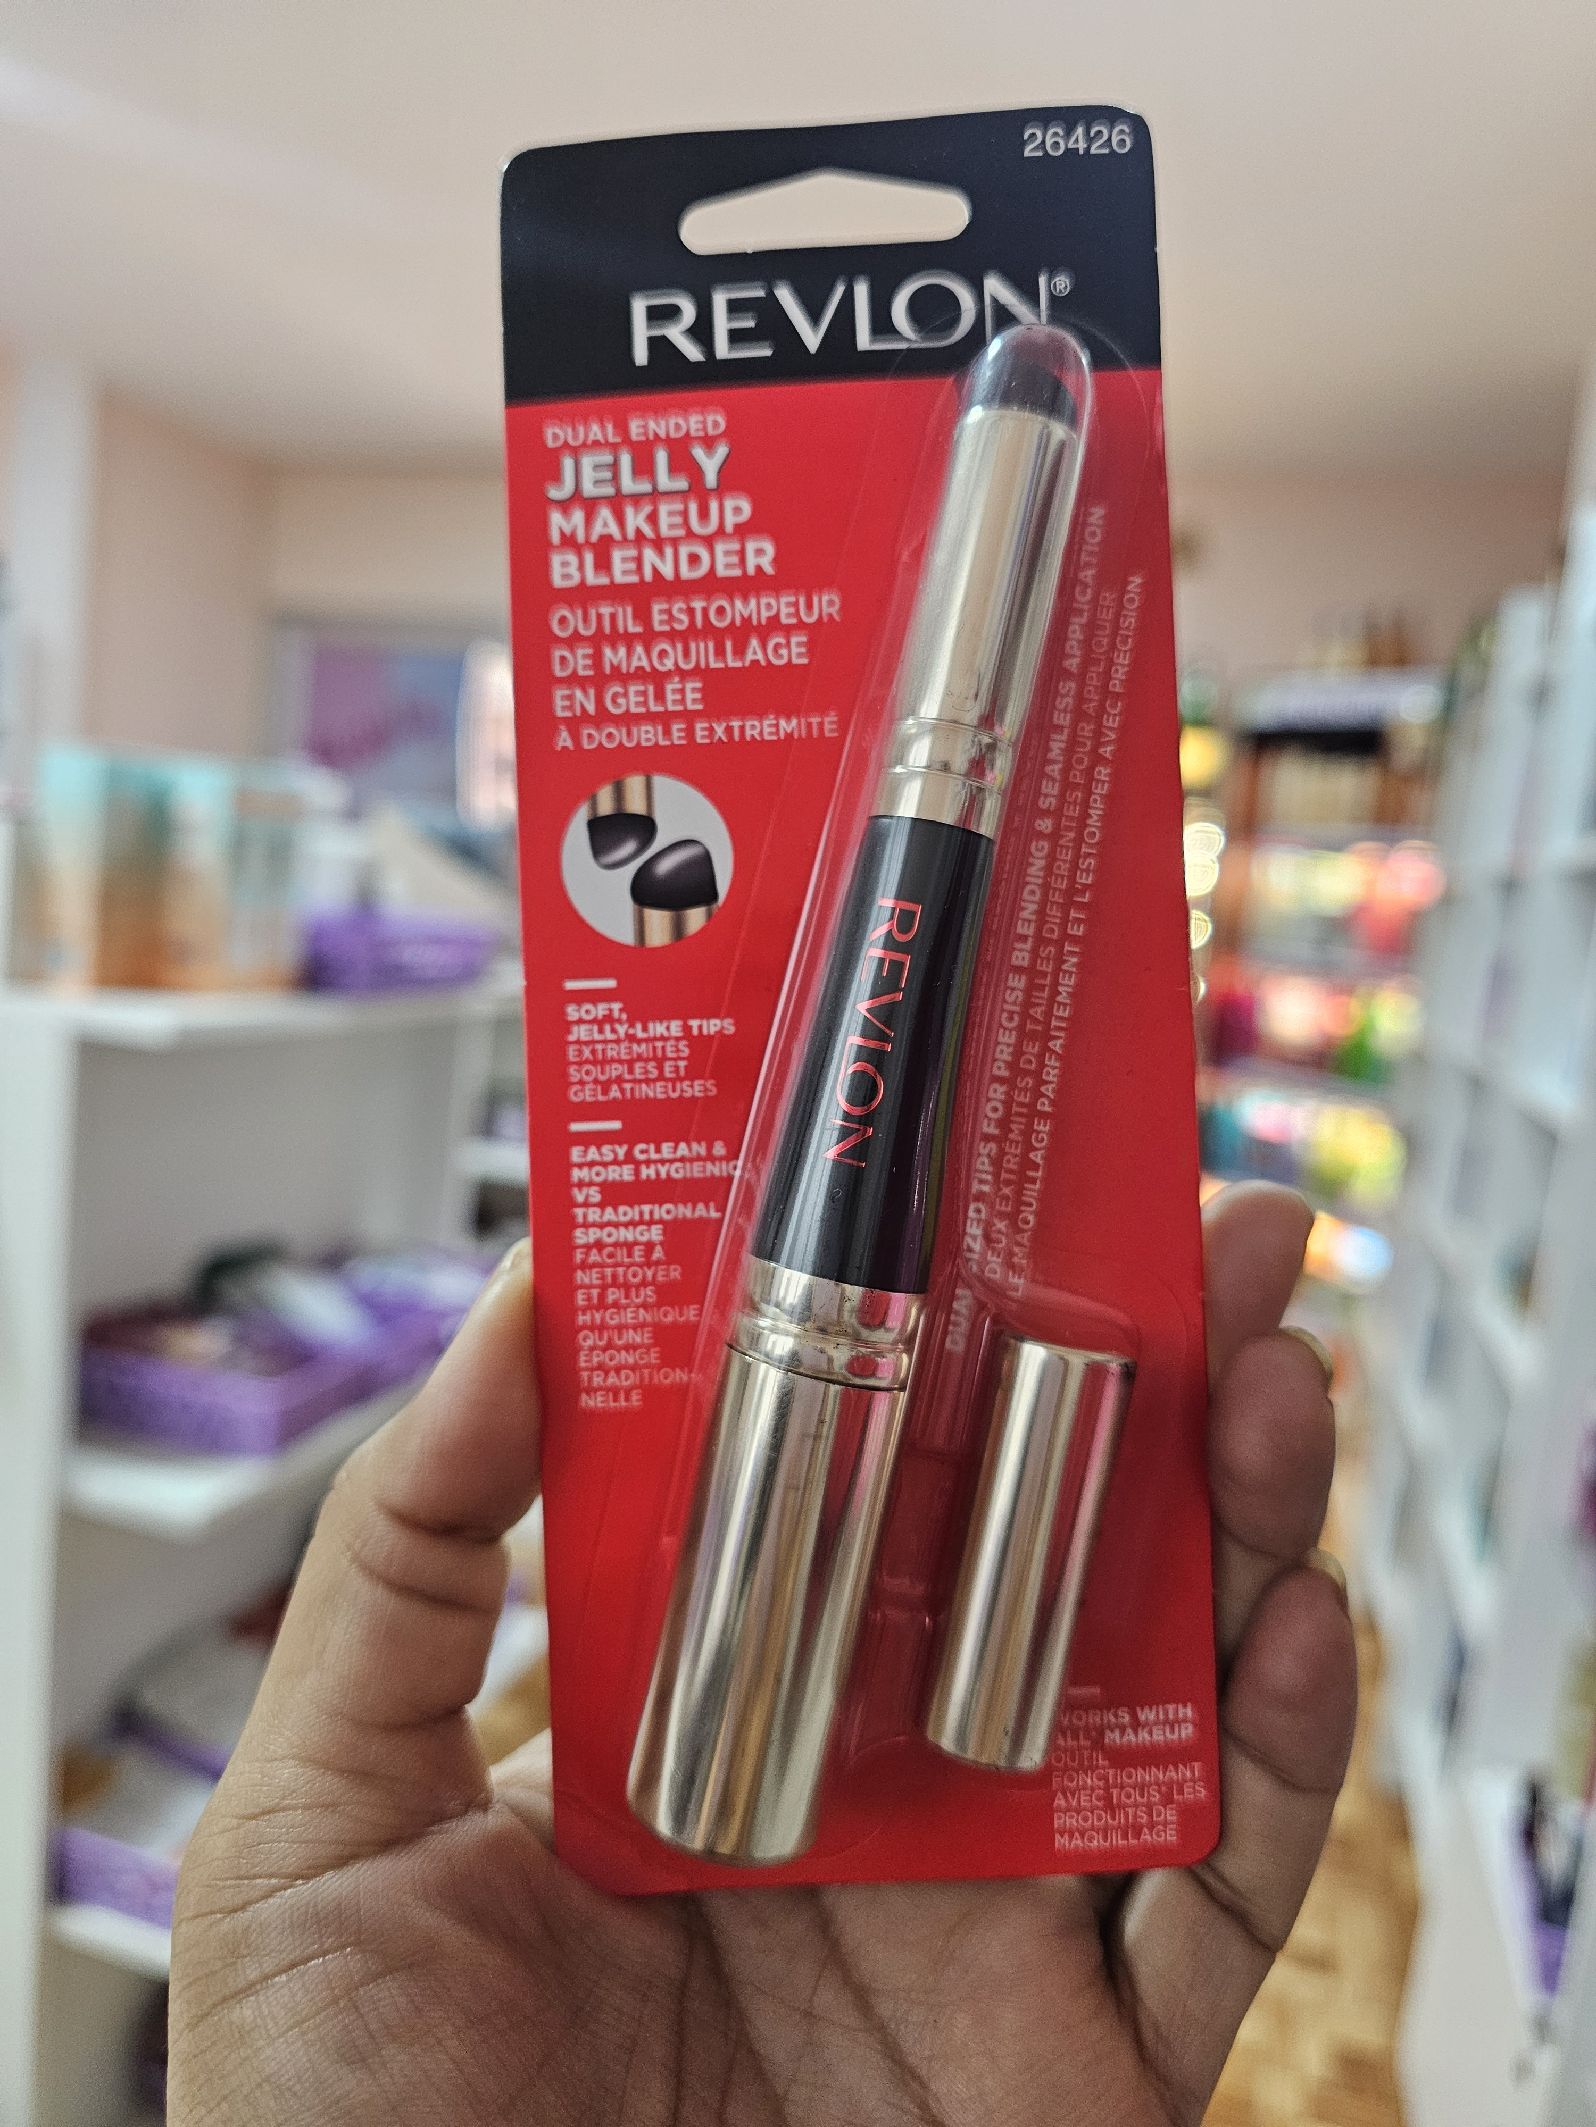 26426
REVLON®
DUAL ENDED
JELLY
MAKEUP
BLENDER
OUTIL ESTOMPEUR
DE MAQUILLAGE
EN GELÉE
À DOUBLE EXTRÉMITÉ
SOFT,
JELLY-LIKE TIPS
EXTRÉMITÉS
SOUPLES ET
GÉLATINEUSES
EASY CLEAN &
MORE HYGIENIC
VS
TRADITIONAL
SPONGE
FACILE À
NETTOYER
ET PLUS
HYGIÉNIQUE
QU'UNE
ÉPONGE
TRADITION-
NELLE
REVLON
DUAL SIZED TIPS FOR PRECISE BLENDING & SEAMLESS APPLICATION
DEUX EXTRÉMITÉS DE TAILLES DIFFÉRENTES POUR APPLIQUER
LE MAQUILLAGE PARFAITEMENT ET L'ESTOMPER AVEC PRÉCISION
WORKS WITH
ALL* MAKEUP
OUTIL
FONCTIONNANT
AVEC TOUS* LES
PRODUITS DE
MAQUILLAGE